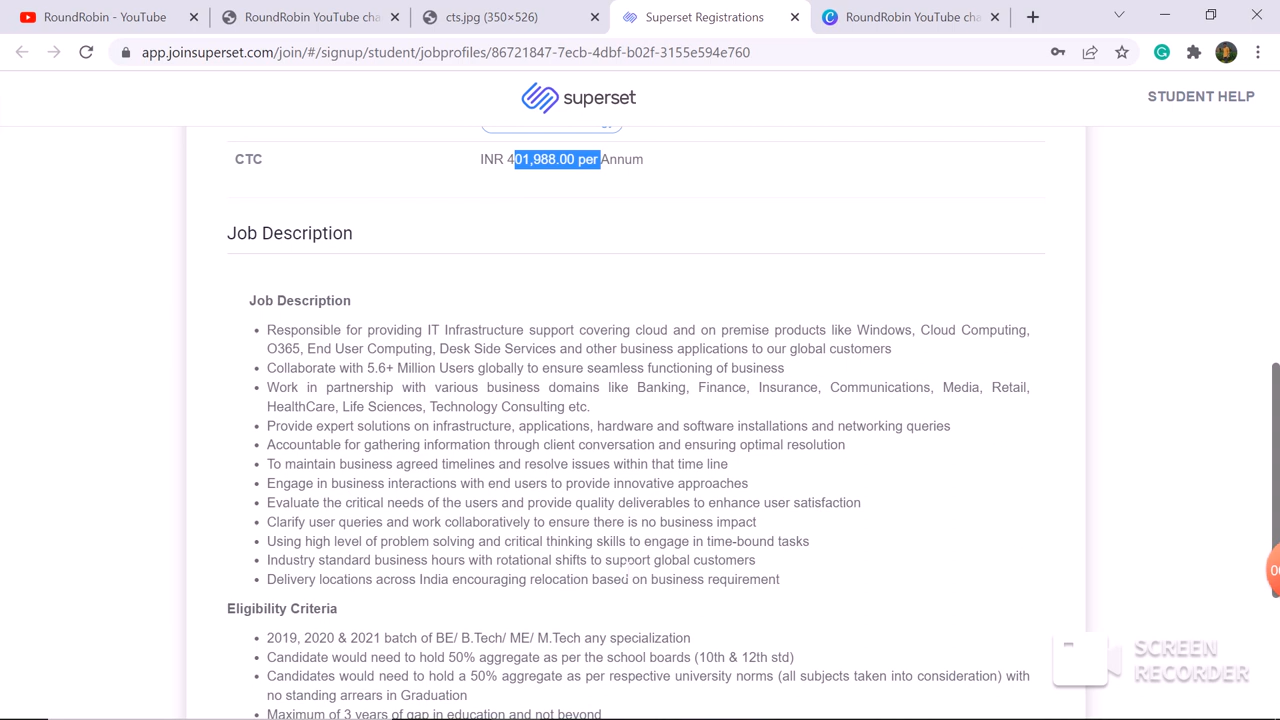 RoundRobin - YouTube
RoundRobin YouTube cha
cts.jpg (350×526)
Superset Registrations
RoundRobin YouTube cha
app.joinsuperset.com/join/#/signup/student/jobprofiles/86721847-7ecb-4dbf-b02f-3155e594e760
superset
STUDENT HELP
CTC
INR 401,988.00 per Annum
Job Description
Job Description
Responsible for providing IT Infrastructure support covering cloud and on premise products like Windows, Cloud Computing,
O365, End User Computing, Desk Side Services and other business applications to our global customers
Collaborate with 5.6+ Million Users globally to ensure seamless functioning of business
Work in partnership with various business domains like Banking, Finance, Insurance, Communications, Media, Retail,
HealthCare, Life Sciences, Technology Consulting etc.
Provide expert solutions on infrastructure, applications, hardware and software installations and networking queries
Accountable for gathering information through client conversation and ensuring optimal resolution
To maintain business agreed timelines and resolve issues within that time line
Engage in business interactions with end users to provide innovative approaches
Evaluate the critical needs of the users and provide quality deliverables to enhance user satisfaction
Clarify user queries and work collaboratively to ensure there is no business impact
Using high level of problem solving and critical thinking skills to engage in time-bound tasks
Industry standard business hours with rotational shifts to support global customers
Delivery locations across India encouraging relocation based on business requirement
Eligibility Criteria
2019, 2020 & 2021 batch of BE/ B.Tech/ ME/ M.Tech any specialization
Candidate would need to hold aggregate as per the school boards (10th & 12th std)
Candidates would need to hold a 50% aggregate as per respective university norms (all subjects taken into consideration) with
no standing arrears in Graduation
Maximum of 3 years of gap in education and not beyond
SCREEN
RECORDER